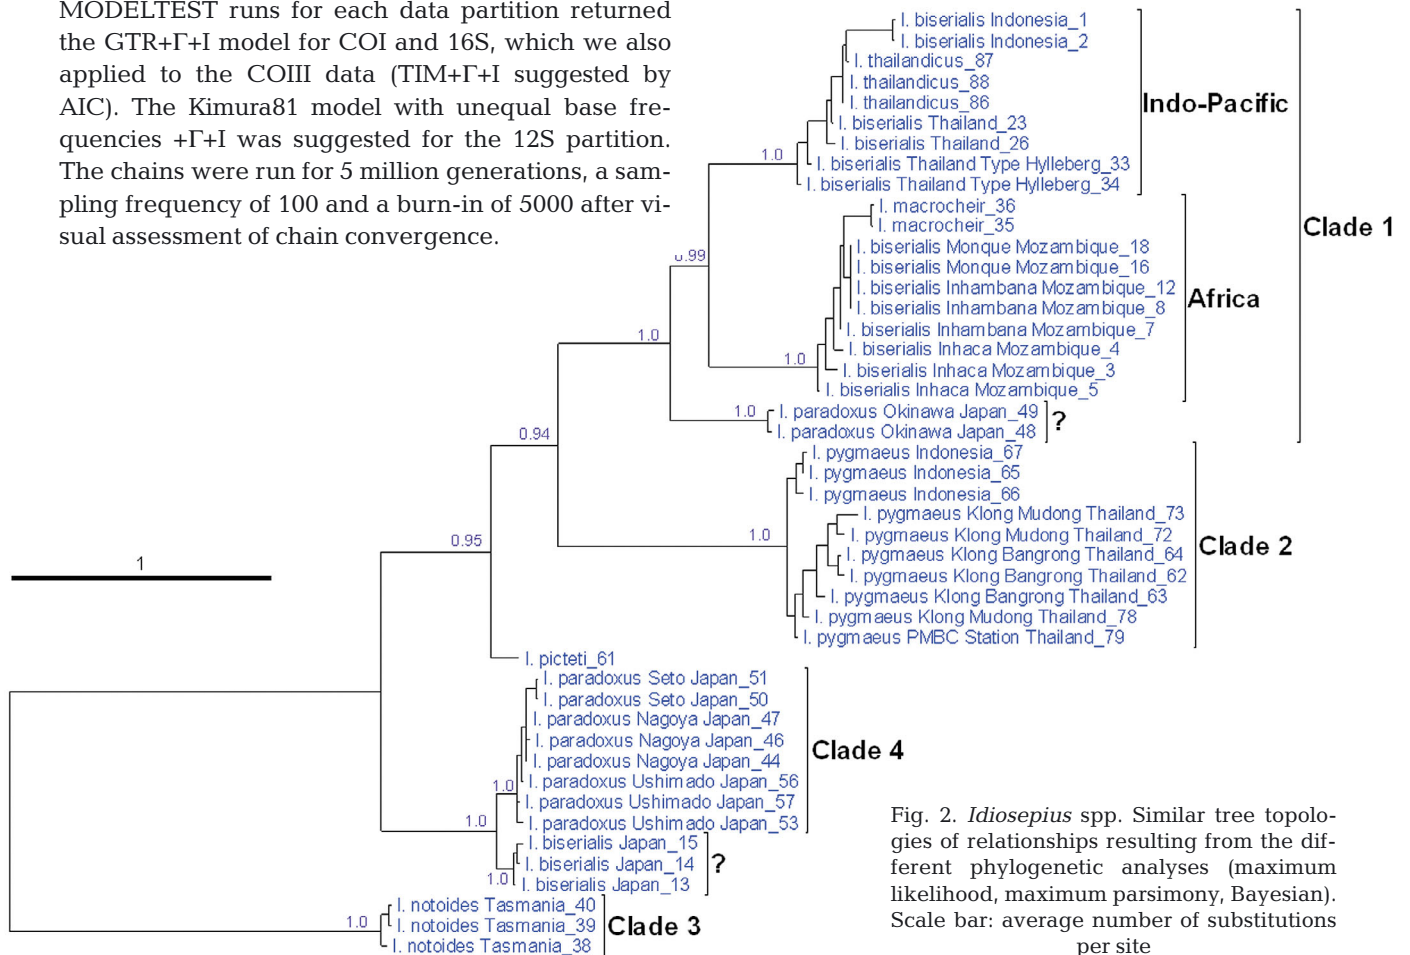 MODELTEST runs for each data partition returned
the GTR+Γ+I model for COI and 16S, which we also
applied to the COIII data (TIM+Γ+I suggested by
AIC). The Kimura81 model with unequal base fre-
quencies +Γ+I was suggested for the 12S partition.
The chains were run for 5 million generations, a sam-
pling frequency of 100 and a burn-in of 5000 after vi-
sual assessment of chain convergence.
I. biserialis Indonesia_1
I. biserialis Indonesia_2
I. thailandicus_87
I. thailandicus_88
I. thailandicus_86
I. biserialis Thailand_23
I. biserialis Thailand_26
I. biserialis Thailand Type Hylleberg_33
I. biserialis Thailand Type Hylleberg_34
Indo-Pacific
1.0
I. macrocheir_36
I. macrocheir_35
I. biserialis Monque Mozambique_18
I. biserialis Monque Mozambique_16
I. biserialis Inhambana Mozambique_12
I. biserialis Inhambana Mozambique_8
I. biserialis Inhambana Mozambique_7
I. biserialis Inhaca Mozambique_4
I. biserialis Inhaca Mozambique_3
I. biserialis Inhaca Mozambique_5
Africa
1.0
0.99
I. paradoxus Okinawa Japan_49
I. paradoxus Okinawa Japan_48
?
1.0
1.0
Clade 1
I. pygmaeus Indonesia_67
I. pygmaeus Indonesia_65
I. pygmaeus Indonesia_66
I. pygmaeus Klong Mudong Thailand_73
I. pygmaeus Klong Mudong Thailand_72
I. pygmaeus Klong Bangrong Thailand_64
I. pygmaeus Klong Bangrong Thailand_62
I. pygmaeus Klong Bangrong Thailand_63
I. pygmaeus Klong Mudong Thailand_78
I. pygmaeus PMBC Station Thailand_79
Clade 2
1.0
0.94
0.95
1
I. picteti_61
I. paradoxus Seto Japan_51
I. paradoxus Seto Japan_50
I. paradoxus Nagoya Japan_47
I. paradoxus Nagoya Japan_46
I. paradoxus Nagoya Japan_44
I. paradoxus Ushimado Japan_56
I. paradoxus Ushimado Japan_57
I. paradoxus Ushimado Japan_53
Clade 4
1.0
1.0
I. biserialis Japan_15
I. biserialis Japan_14
I. biserialis Japan_13
?
1.0
I. notoides Tasmania_40
I. notoides Tasmania_39
I. notoides Tasmania_38
Clade 3
1.0
Fig. 2. Idiosepius spp. Similar tree topolo-
gies of relationships resulting from the dif-
ferent phylogenetic analyses (maximum
likelihood, maximum parsimony, Bayesian).
Scale bar: average number of substitutions
per site